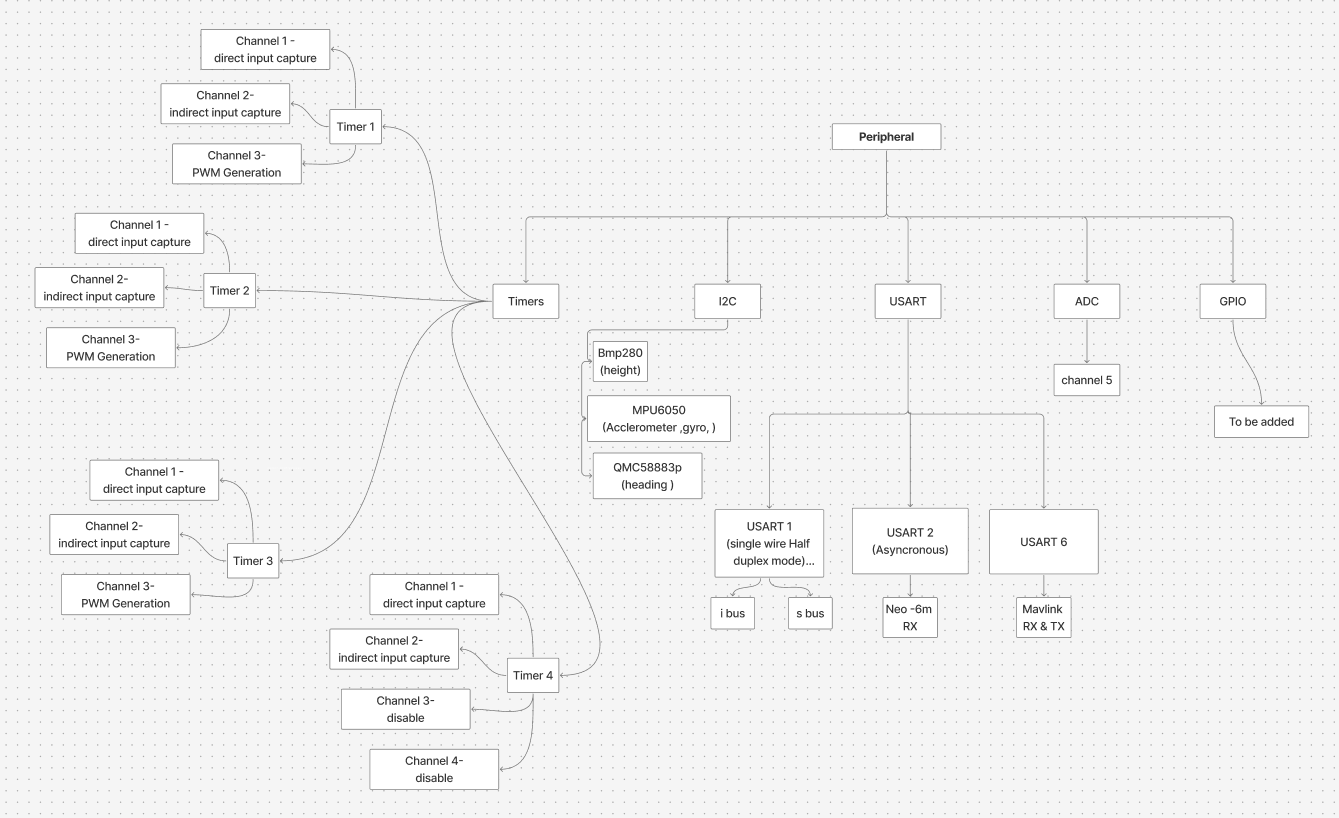 Peripheral
Timers
I2C
USART
ADC
GPIO
Timer 1
Channel 1 -
direct input capture
Channel 2-
indirect input capture
Channel 3-
PWM Generation
Timer 2
Channel 1 -
direct input capture
Channel 2-
indirect input capture
Channel 3-
PWM Generation
Timer 3
Channel 1 -
direct input capture
Channel 2-
indirect input capture
Channel 3-
PWM Generation
Timer 4
Channel 1 -
direct input capture
Channel 2-
indirect input capture
Channel 3-
disable
Channel 4-
disable
Bmp280
(height)
MPU6050
(Acclerometer ,gyro, )
QMC58883p
(heading )
USART 1
(single wire Half
duplex mode)...
i bus
s bus
USART 2
(Asyncronous)
Neo -6m
RX
USART 6
Mavlink
RX & TX
channel 5
To be added